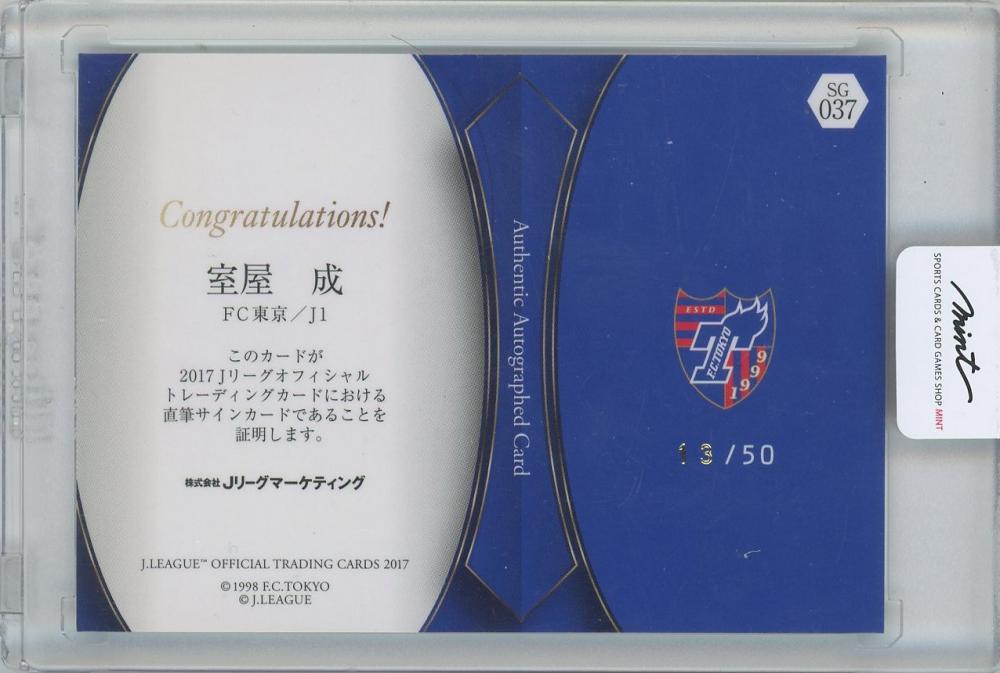 Congratulations!
室屋　成
FC東京／J1
このカードが
2017 Jリーグオフィシャル
トレーディングカードにおける
直筆サインカードであることを
証明します。
株式会社 Jリーグマーケティング
J.LEAGUE™ OFFICIAL TRADING CARDS 2017
©1998 F.C.TOKYO
© J.LEAGUE
Authentic Autographed Card
SG
037
ESTD
F.C.TOKYO
1999
13/50
mint
SPORTS CARDS & CARD GAMES SHOP MINT